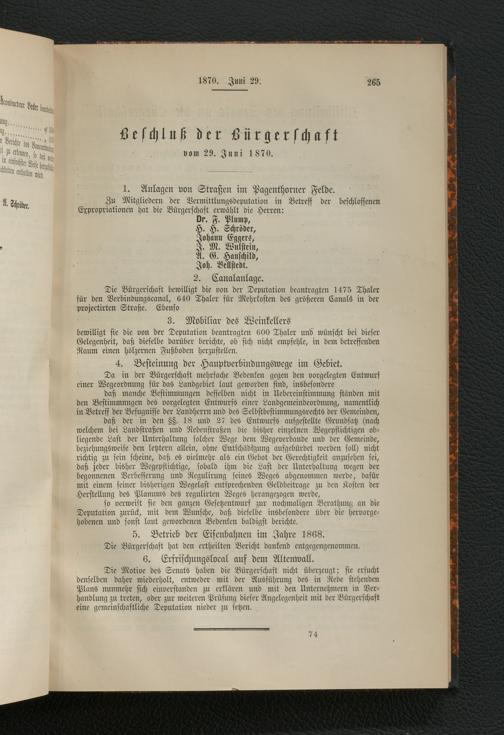 Kommandeur
A. Schröder.
1870. Juni 29.
265
Beschluß der Bürgerschaft
vom 29. Juni 1870.
1. Anlagen von Straßen im Pagenthorner Felde.
Zu Mitgliedern der Vermittlungsdeputation in Betreff der beschlossenen
Expropriationen hat die Bürgerschaft erwählt die Herren:
Dr. F. Plump,
H. H. Schröder,
Johann Eggers,
J. M. Wulstein,
A. G. Hauschild,
Joh. Bellstedt.
2. Canalanlage.
Die Bürgerschaft bewilligt die von der Deputation beantragten 1475 Thaler
für den Verbindungscanal, 640 Thaler für Mehrkosten des größeren Canals in der
projectirten Straße. Ebenso
3. Mobiliar des Weinkellers
bewilligt sie die von der Deputation beantragten 600 Thaler und wünscht bei dieser
Gelegenheit, daß dieselbe darüber berichte, ob sich nicht empfehle, in dem betreffenden
Raum einen hölzernen Fußboden herzustellen.
4. Besteinung der Hauptverbindungswege im Gebiet.
Da in der Bürgerschaft mehrfache Bedenken gegen den vorgelegten Entwurf
einer Wegeordnung für das Landgebiet laut geworden sind, insbesondere
daß manche Bestimmungen desselben nicht in Uebereinstimmung ständen mit
den Bestimmungen des vorgelegten Entwurfs einer Landgemeindeordnung, namentlich
in Betreff der Befugnisse der Landherrn und des Selbstbestimmungsrechts der Gemeinden,
daß der in den §§. 18 und 27 des Entwurfs aufgestellte Grundsatz (nach
welchem bei Landstraßen und Nebenstraßen die bisher einzelnen Wegepflichtigen ob-
liegende Last der Unterhaltung solcher Wege dem Wegeverbande und der Gemeinde,
beziehungsweise den letztern allein, ohne Entschädigung aufgebürdet werden soll) nicht
richtig zu sein scheine, daß es vielmehr als ein Gebot der Gerechtigkeit anzusehen sei,
daß jeder bisher Wegepflichtige, sobald ihm die Last der Unterhaltung wegen der
begonnenen Verbesserung und Regulirung seines Weges abgenommen werde, dafür
mit einem seiner bisherigen Wegelast entsprechenden Geldbeitrage zu den Kosten der
Herstellung des Planums des regulirten Weges herangezogen werde,
so verweist sie den ganzen Gesetzentwurf zur nochmaligen Berathung an die
Deputation zurück, mit dem Wunsche, daß dieselbe insbesondere über die hervorge-
hobenen und sonst laut gewordenen Bedenken baldigst berichte.
5. Betrieb der Eisenbahnen im Jahre 1868.
Die Bürgerschaft hat den ertheilten Bericht dankend entgegengenommen.
6. Erfrischungslocal auf dem Altenwall.
Die Motive des Senats haben die Bürgerschaft nicht überzeugt; sie ersucht
denselben daher wiederholt, entweder mit der Ausführung des in Rede stehenden
Plans nunmehr sich einverstanden zu erklären und mit den Unternehmern in Ver-
handlung zu treten, oder zur weiteren Prüfung dieser Angelegenheit mit der Bürgerschaft
eine gemeinschaftliche Deputation nieder zu setzen.
74